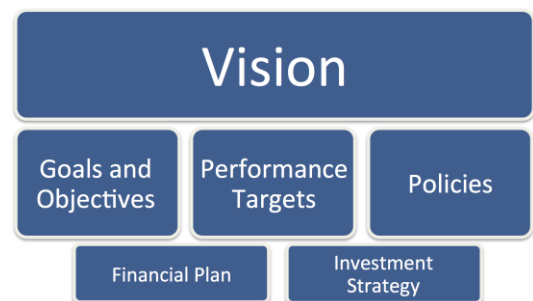 Vision
Goals and
Objectives
Performance
Targets
Policies
Financial Plan
Investment
Strategy